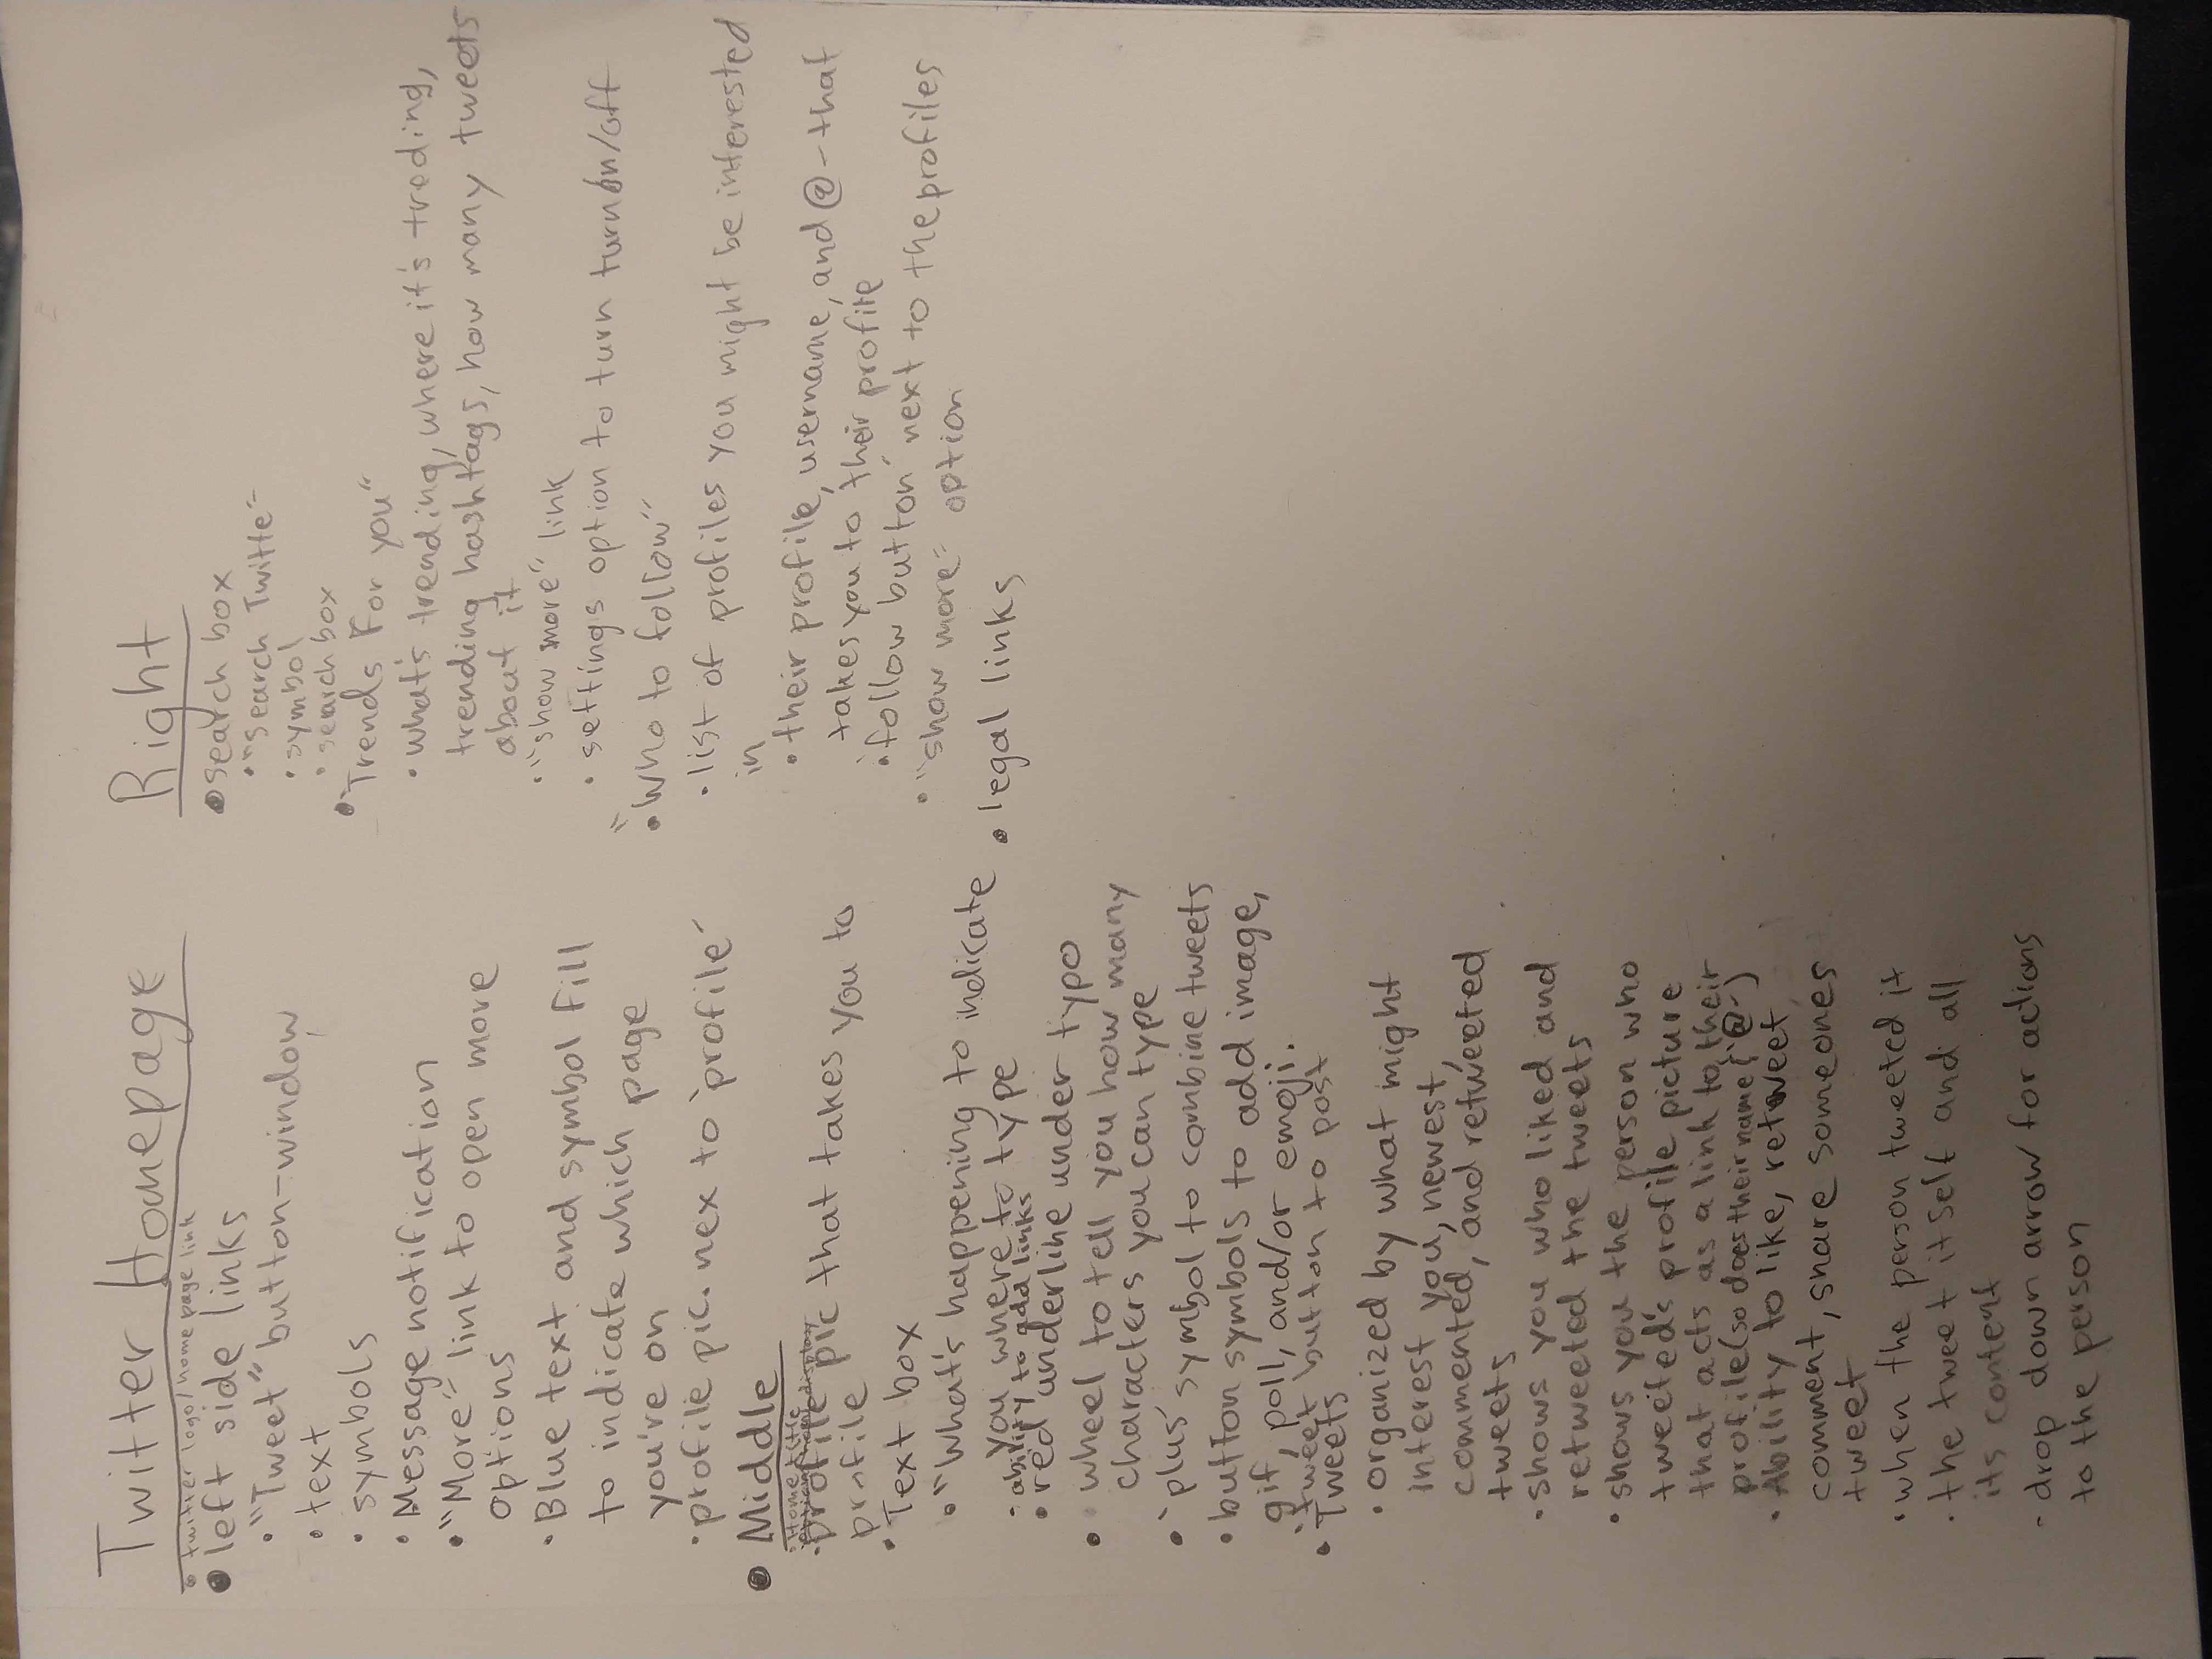 Twitter Homepage
• twitter logo/home page link
• left side links
• "Tweet" button-window
• text
• symbols
• Message notification
• "More" link to open more
options
• Blue text and symbol fill
to indicate which page
you're on
• profile pic. nex to 'profile'
• Middle
• Home title
options home display
• profile pic that takes you to
profile
• Text box
• "What's happening to indicate
you where to type
• ability to add links
• red underline under typo
• wheel to tell you how many
characters you can type
• 'plus' symbol to combine tweets
• button symbols to add image,
gif, poll, and/or emoji.
• 'tweet button to post
• Tweets
• organized by what might
interest you, newest,
commented, and retweeted
tweets
• shows you who liked and
retweeted the tweets
• shows you the person who
tweeted's profile picture
that acts as a link to their
profile (so does their name & '@')
• Ability to like, retweet,
comment, share someones
tweet
• when the person tweeted it
• the tweet itself and all
its content
- drop down arrow for actions
to the person
Right
• search box
• "search Twitte"
• symbol
• search box
• "Trends For you"
• what's trending, where it's treding,
trending hashtags, how many tweets
about it
• "show more" link
• settings option to turn turn on/off
• "Who to follow"
• list of profiles you might be interested
in
• their profile, username, and @ - that
takes you to their profile
• 'follow button' next to the profiles
• "show more" option
• legal links